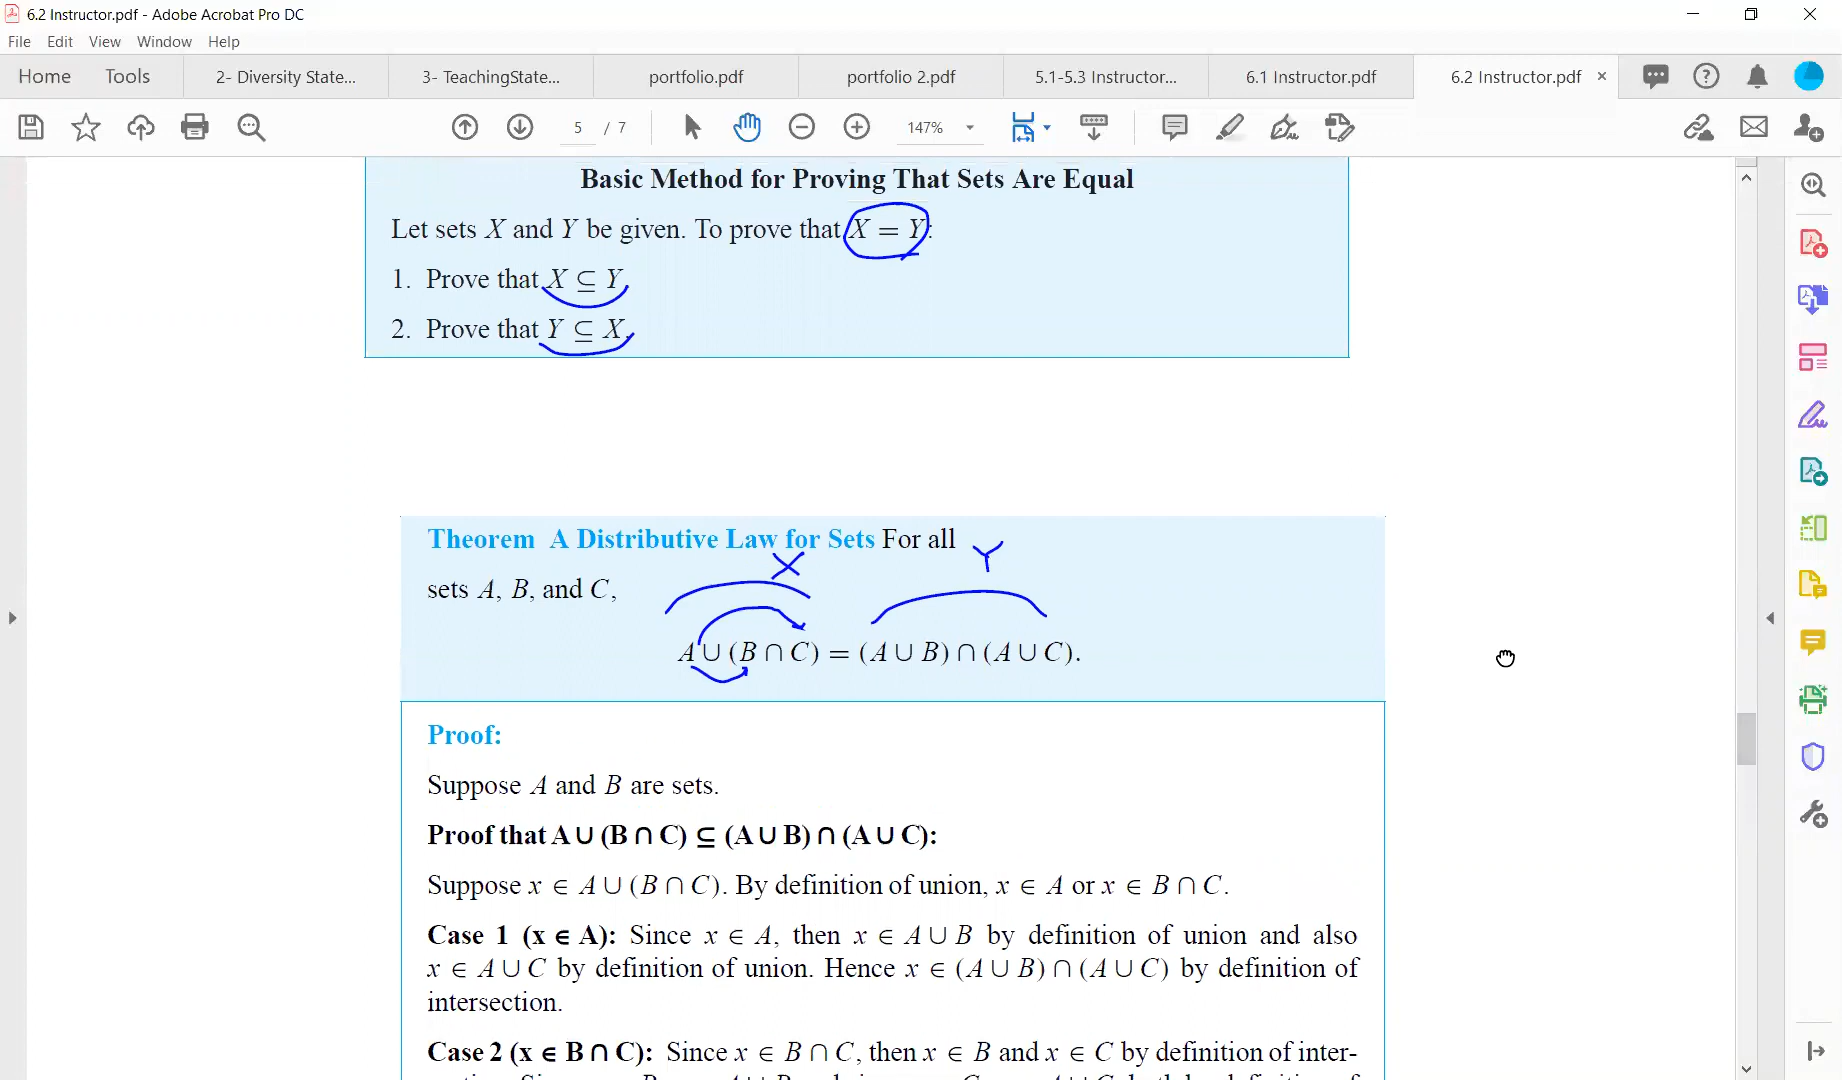 6.2 Instructor.pdf - Adobe Acrobat Pro DC
File Edit View Window Help
Home Tools 2- Diversity State... 3- TeachingState... portfolio.pdf portfolio 2.pdf 5.1-5.3 Instructor... 6.1 Instructor.pdf 6.2 Instructor.pdf ×
5 / 7 147%
Basic Method for Proving That Sets Are Equal
Let sets X and Y be given. To prove that X = Y:
1. Prove that X ⊆ Y.
2. Prove that Y ⊆ X.
Theorem A Distributive Law for Sets For all
X Y
sets A, B, and C,
A ∪ (B ∩ C) = (A ∪ B) ∩ (A ∪ C).
Proof:
Suppose A and B are sets.
Proof that A ∪ (B ∩ C) ⊆ (A ∪ B) ∩ (A ∪ C):
Suppose x ∈ A ∪ (B ∩ C). By definition of union, x ∈ A or x ∈ B ∩ C.
Case 1 (x ∈ A): Since x ∈ A, then x ∈ A ∪ B by definition of union and also
x ∈ A ∪ C by definition of union. Hence x ∈ (A ∪ B) ∩ (A ∪ C) by definition of
intersection.
Case 2 (x ∈ B ∩ C): Since x ∈ B ∩ C, then x ∈ B and x ∈ C by definition of inter-